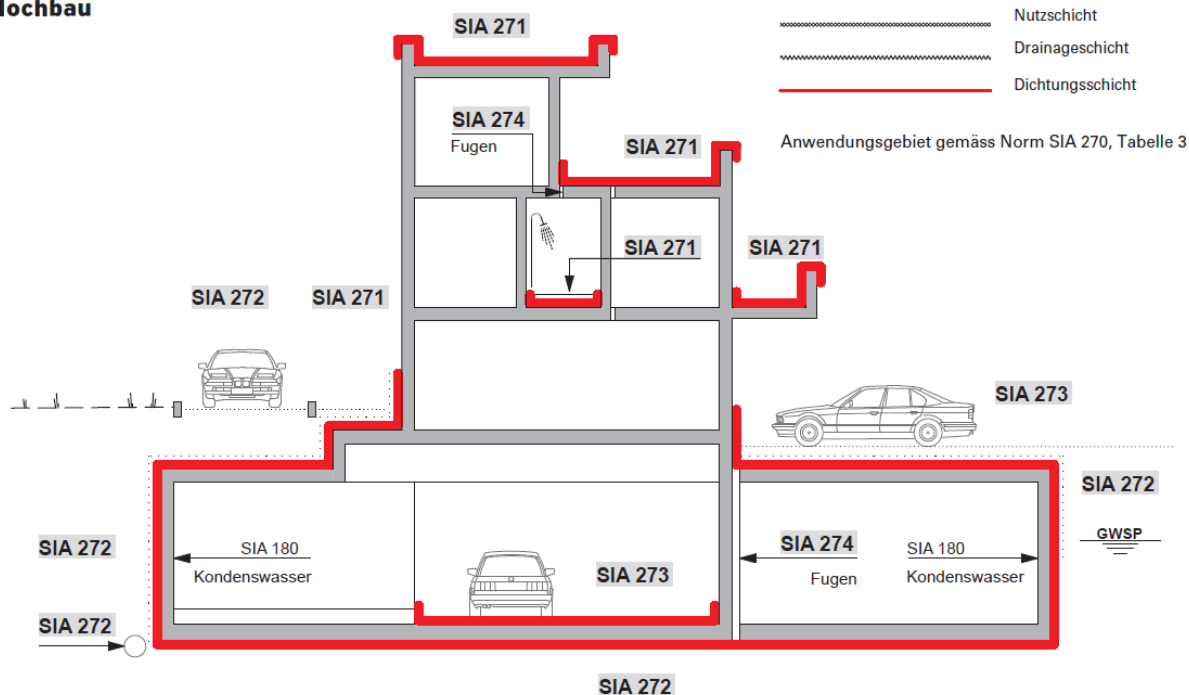 Hochbau
SIA 271
Nutzschicht
Drainageschicht
Dichtungsschicht
SIA 274
Fugen
SIA 271
Anwendungsgebiet gemäss Norm SIA 270, Tabelle 3
SIA 271
SIA 271
SIA 272
SIA 271
SIA 273
SIA 272
SIA 272
SIA 180
Kondenswasser
SIA 273
SIA 274
Fugen
SIA 180
Kondenswasser
GWSP
SIA 272
SIA 272